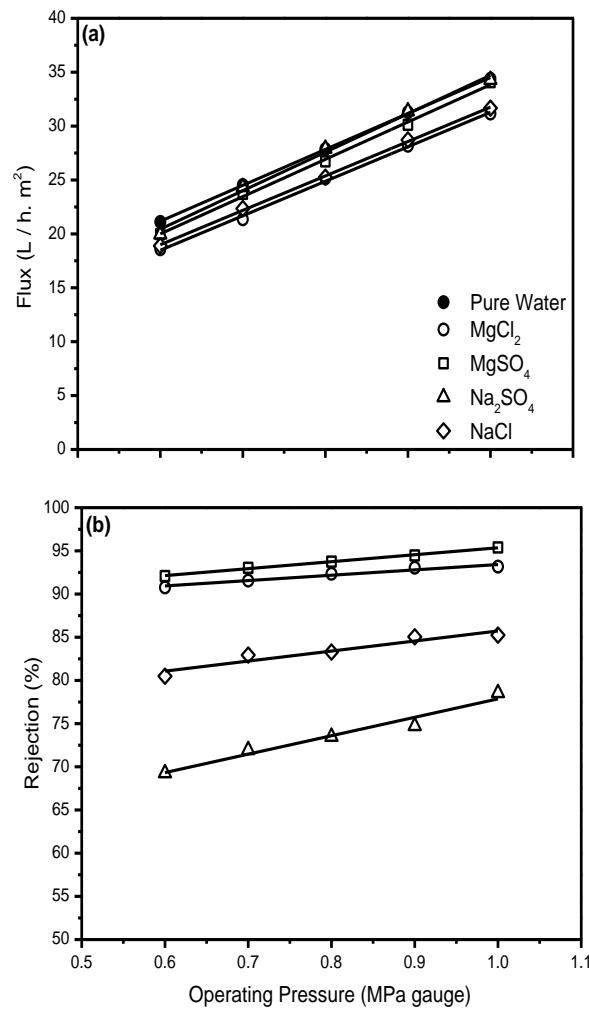 (a)
40
35
30
25
20
15
10
5
0
Flux (L / h. m²)
Pure Water
MgCl₂
MgSO₄
Na₂SO₄
NaCl
(b)
100
95
90
85
80
75
70
65
60
55
50
Rejection (%)
0.5 0.6 0.7 0.8 0.9 1.0 1.1
Operating Pressure (MPa gauge)